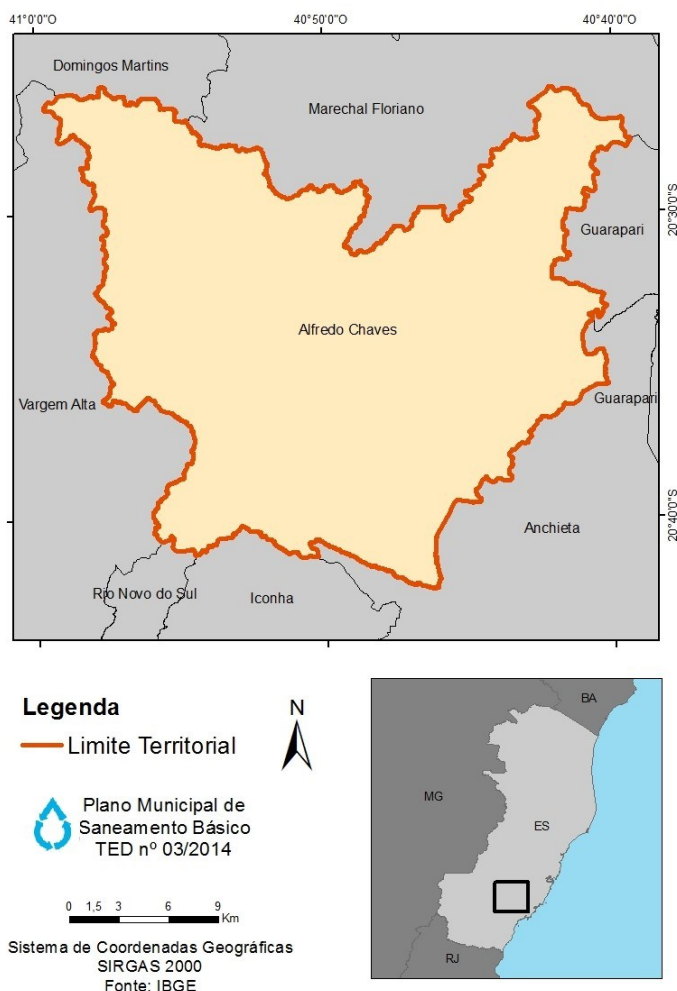 41°0'0"O
40°50'0"O
40°40'0"O
Domingos Martins
Marechal Floriano
20°30'0"S
Guarapari
Alfredo Chaves
Vargem Alta
Guarapari
20°40'0"S
Anchieta
Rio Novo do Sul
Iconha
Legenda
Limite Territorial
N
Plano Municipal de
Saneamento Básico
TED nº 03/2014
0 1,5 3 6 9
Km
Sistema de Coordenadas Geográficas
SIRGAS 2000
Fonte: IBGE
BA
MG
ES
RJ